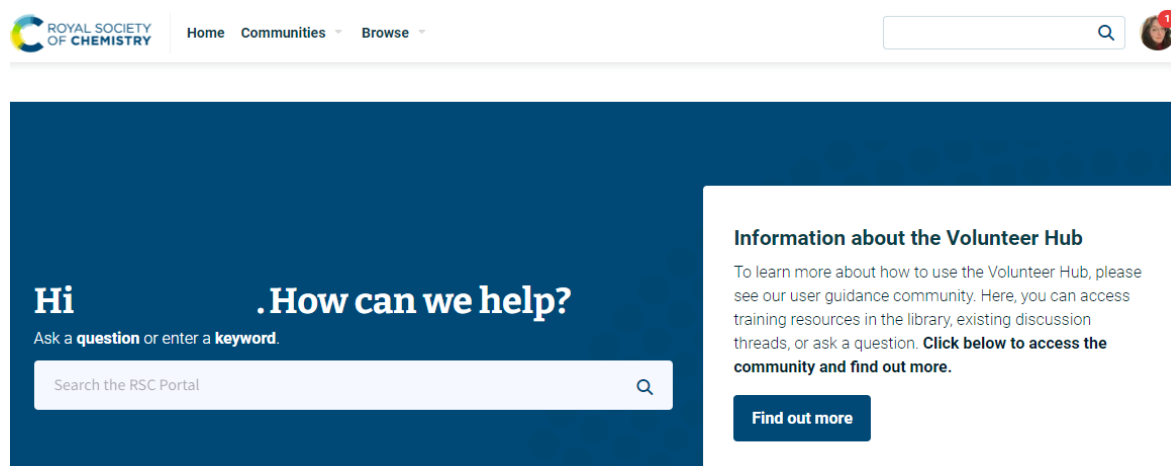 ROYAL SOCIETY
OF CHEMISTRY
Home Communities Browse
1
Information about the Volunteer Hub
To learn more about how to use the Volunteer Hub, please
see our user guidance community. Here, you can access
training resources in the library, existing discussion
threads, or ask a question. Click below to access the
community and find out more.
Find out more
Hi . How can we help?
Ask a question or enter a keyword.
Search the RSC Portal